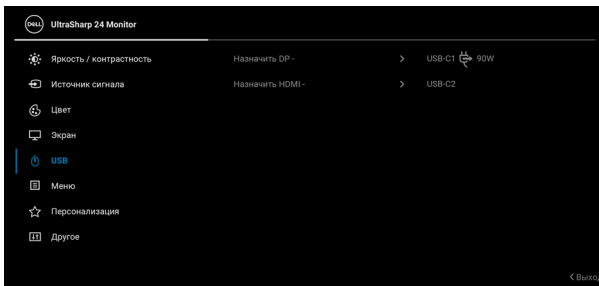 DELL UltraSharp 24 Monitor
Яркость / контрастность Назначить DP - > USB-C1 90W
Источник сигнала Назначить HDMI - > USB-C2
Цвет
Экран
USB
Меню
Персонализация
Другое
< Выход